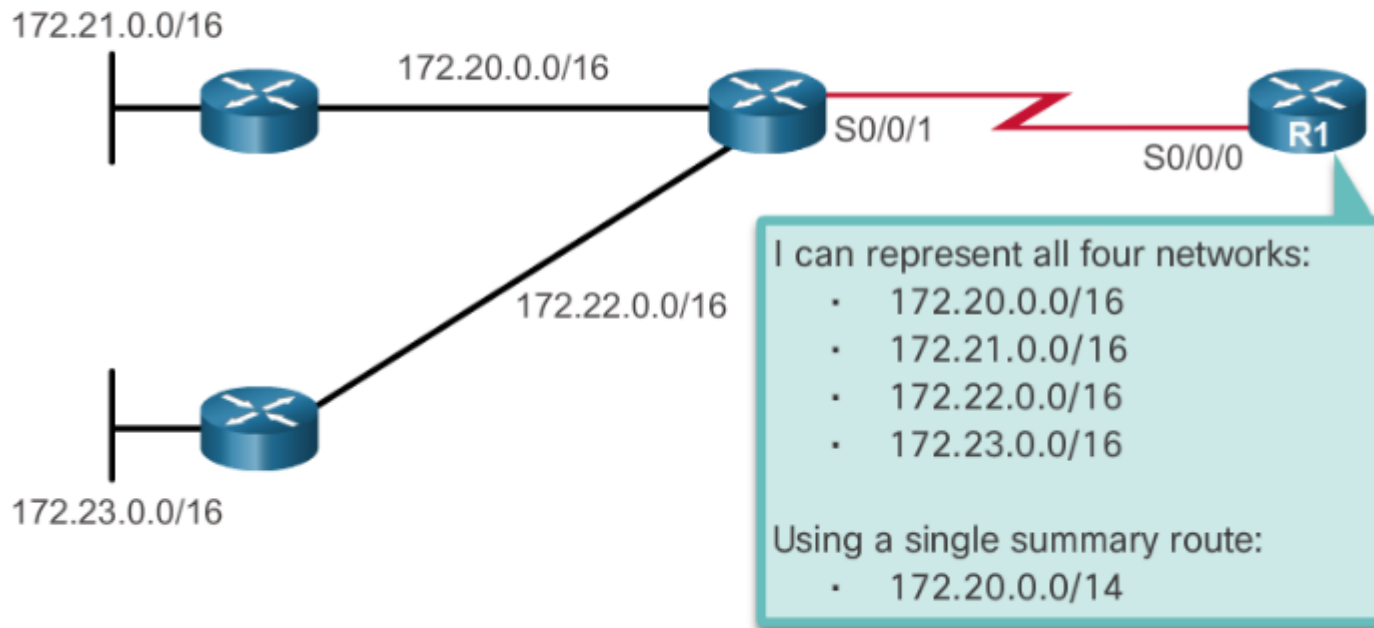 172.21.0.0/16
172.20.0.0/16
S0/0/1
S0/0/0
R1
172.22.0.0/16
172.23.0.0/16
I can represent all four networks:
· 172.20.0.0/16
· 172.21.0.0/16
· 172.22.0.0/16
· 172.23.0.0/16
Using a single summary route:
· 172.20.0.0/14